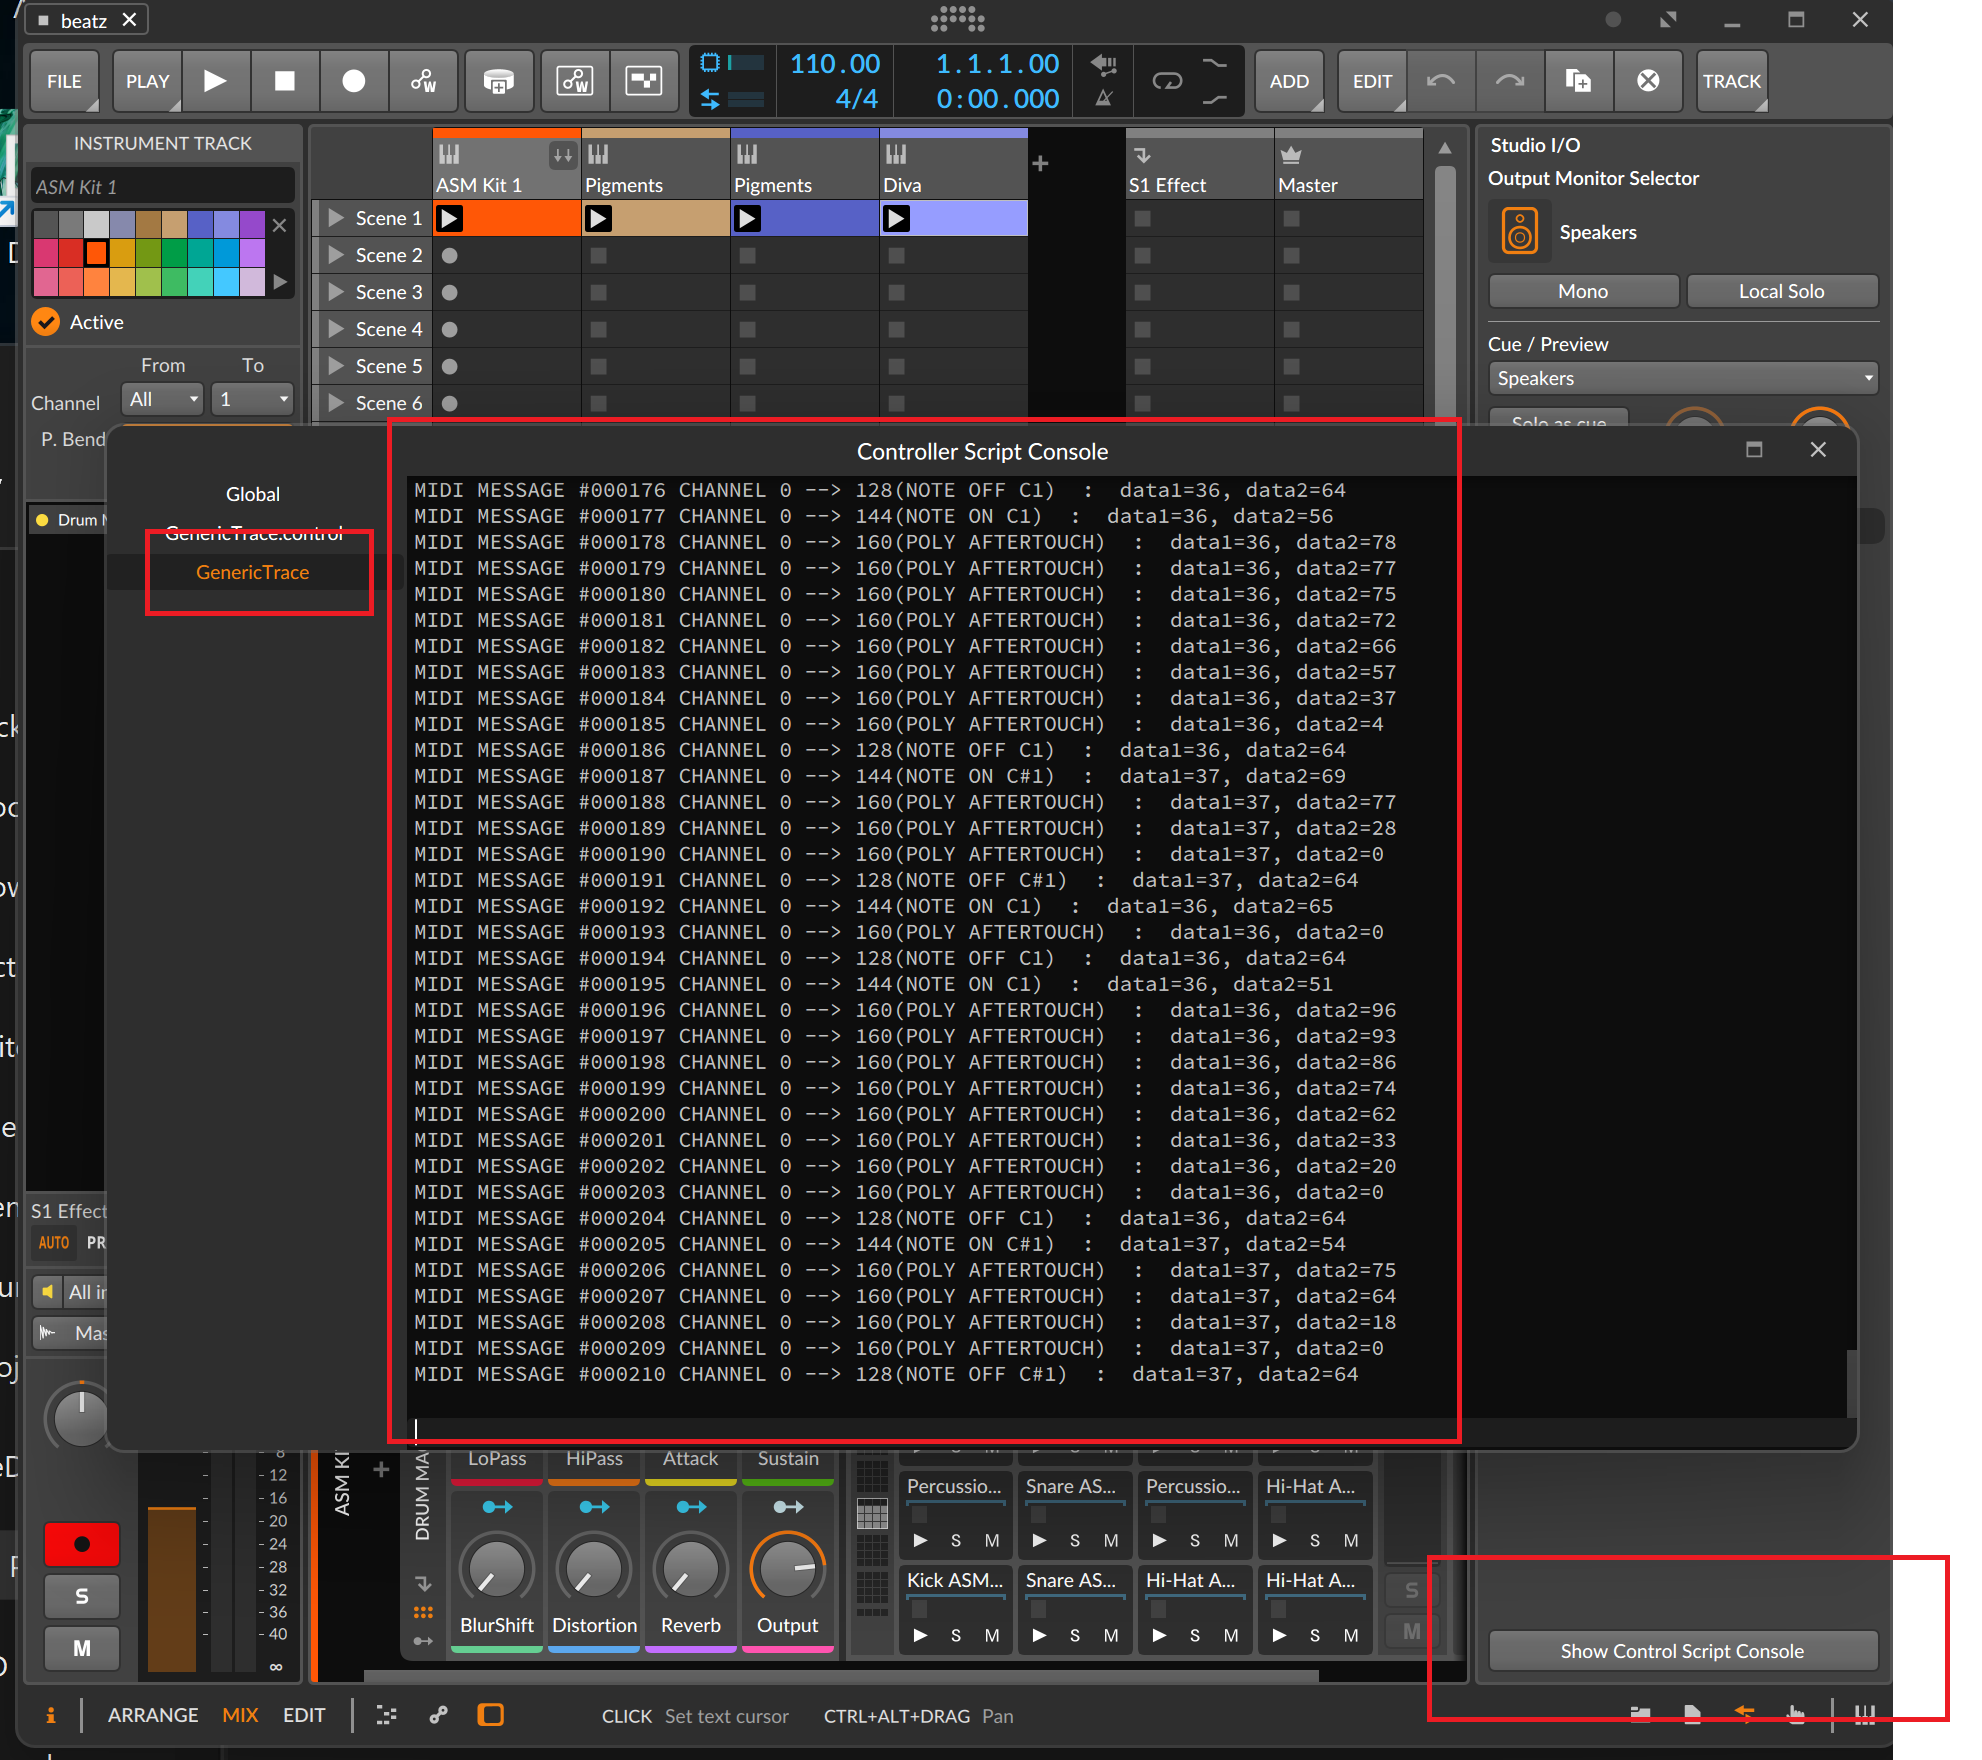 beatz
FILE
PLAY
110.00
4/4
1.1.1.00
0:00.000
ADD
EDIT
TRACK
INSTRUMENT TRACK
ASM Kit 1
Active
From To
Channel All 1
P. Bend
ASM Kit 1 Pigments Pigments Diva S1 Effect Master
Scene 1
Scene 2
Scene 3
Scene 4
Scene 5
Scene 6
Studio I/O
Output Monitor Selector
Speakers
Mono Local Solo
Cue / Preview
Speakers
Solo as cue
Controller Script Console
Global
GenericTrace.control
GenericTrace
MIDI MESSAGE #000176 CHANNEL 0 --> 128(NOTE OFF C1) : data1=36, data2=64
MIDI MESSAGE #000177 CHANNEL 0 --> 144(NOTE ON C1) : data1=36, data2=56
MIDI MESSAGE #000178 CHANNEL 0 --> 160(POLY AFTERTOUCH) : data1=36, data2=78
MIDI MESSAGE #000179 CHANNEL 0 --> 160(POLY AFTERTOUCH) : data1=36, data2=77
MIDI MESSAGE #000180 CHANNEL 0 --> 160(POLY AFTERTOUCH) : data1=36, data2=75
MIDI MESSAGE #000181 CHANNEL 0 --> 160(POLY AFTERTOUCH) : data1=36, data2=72
MIDI MESSAGE #000182 CHANNEL 0 --> 160(POLY AFTERTOUCH) : data1=36, data2=66
MIDI MESSAGE #000183 CHANNEL 0 --> 160(POLY AFTERTOUCH) : data1=36, data2=57
MIDI MESSAGE #000184 CHANNEL 0 --> 160(POLY AFTERTOUCH) : data1=36, data2=37
MIDI MESSAGE #000185 CHANNEL 0 --> 160(POLY AFTERTOUCH) : data1=36, data2=4
MIDI MESSAGE #000186 CHANNEL 0 --> 128(NOTE OFF C1) : data1=36, data2=64
MIDI MESSAGE #000187 CHANNEL 0 --> 144(NOTE ON C#1) : data1=37, data2=69
MIDI MESSAGE #000188 CHANNEL 0 --> 160(POLY AFTERTOUCH) : data1=37, data2=77
MIDI MESSAGE #000189 CHANNEL 0 --> 160(POLY AFTERTOUCH) : data1=37, data2=28
MIDI MESSAGE #000190 CHANNEL 0 --> 160(POLY AFTERTOUCH) : data1=37, data2=0
MIDI MESSAGE #000191 CHANNEL 0 --> 128(NOTE OFF C#1) : data1=37, data2=64
MIDI MESSAGE #000192 CHANNEL 0 --> 144(NOTE ON C1) : data1=36, data2=65
MIDI MESSAGE #000193 CHANNEL 0 --> 160(POLY AFTERTOUCH) : data1=36, data2=0
MIDI MESSAGE #000194 CHANNEL 0 --> 128(NOTE OFF C1) : data1=36, data2=64
MIDI MESSAGE #000195 CHANNEL 0 --> 144(NOTE ON C1) : data1=36, data2=51
MIDI MESSAGE #000196 CHANNEL 0 --> 160(POLY AFTERTOUCH) : data1=36, data2=96
MIDI MESSAGE #000197 CHANNEL 0 --> 160(POLY AFTERTOUCH) : data1=36, data2=93
MIDI MESSAGE #000198 CHANNEL 0 --> 160(POLY AFTERTOUCH) : data1=36, data2=86
MIDI MESSAGE #000199 CHANNEL 0 --> 160(POLY AFTERTOUCH) : data1=36, data2=74
MIDI MESSAGE #000200 CHANNEL 0 --> 160(POLY AFTERTOUCH) : data1=36, data2=62
MIDI MESSAGE #000201 CHANNEL 0 --> 160(POLY AFTERTOUCH) : data1=36, data2=33
MIDI MESSAGE #000202 CHANNEL 0 --> 160(POLY AFTERTOUCH) : data1=36, data2=20
MIDI MESSAGE #000203 CHANNEL 0 --> 160(POLY AFTERTOUCH) : data1=36, data2=0
MIDI MESSAGE #000204 CHANNEL 0 --> 128(NOTE OFF C1) : data1=36, data2=64
MIDI MESSAGE #000205 CHANNEL 0 --> 144(NOTE ON C#1) : data1=37, data2=54
MIDI MESSAGE #000206 CHANNEL 0 --> 160(POLY AFTERTOUCH) : data1=37, data2=75
MIDI MESSAGE #000207 CHANNEL 0 --> 160(POLY AFTERTOUCH) : data1=37, data2=64
MIDI MESSAGE #000208 CHANNEL 0 --> 160(POLY AFTERTOUCH) : data1=37, data2=18
MIDI MESSAGE #000209 CHANNEL 0 --> 160(POLY AFTERTOUCH) : data1=37, data2=0
MIDI MESSAGE #000210 CHANNEL 0 --> 128(NOTE OFF C#1) : data1=37, data2=64
Drum
S1 Effect
AUTO PR
All in
Mas
8
12
16
20
24
28
32
36
40
∞
S
M
ASM KI
DRUM MA
LoPass HiPass Attack Sustain
BlurShift Distortion Reverb Output
Percussio... Snare AS... Percussio... Hi-Hat A...
S M S M S M S M
Kick ASM... Snare AS... Hi-Hat A... Hi-Hat A...
S M S M S M S M
S
M
Show Control Script Console
ARRANGE MIX EDIT
CLICK Set text cursor CTRL+ALT+DRAG Pan